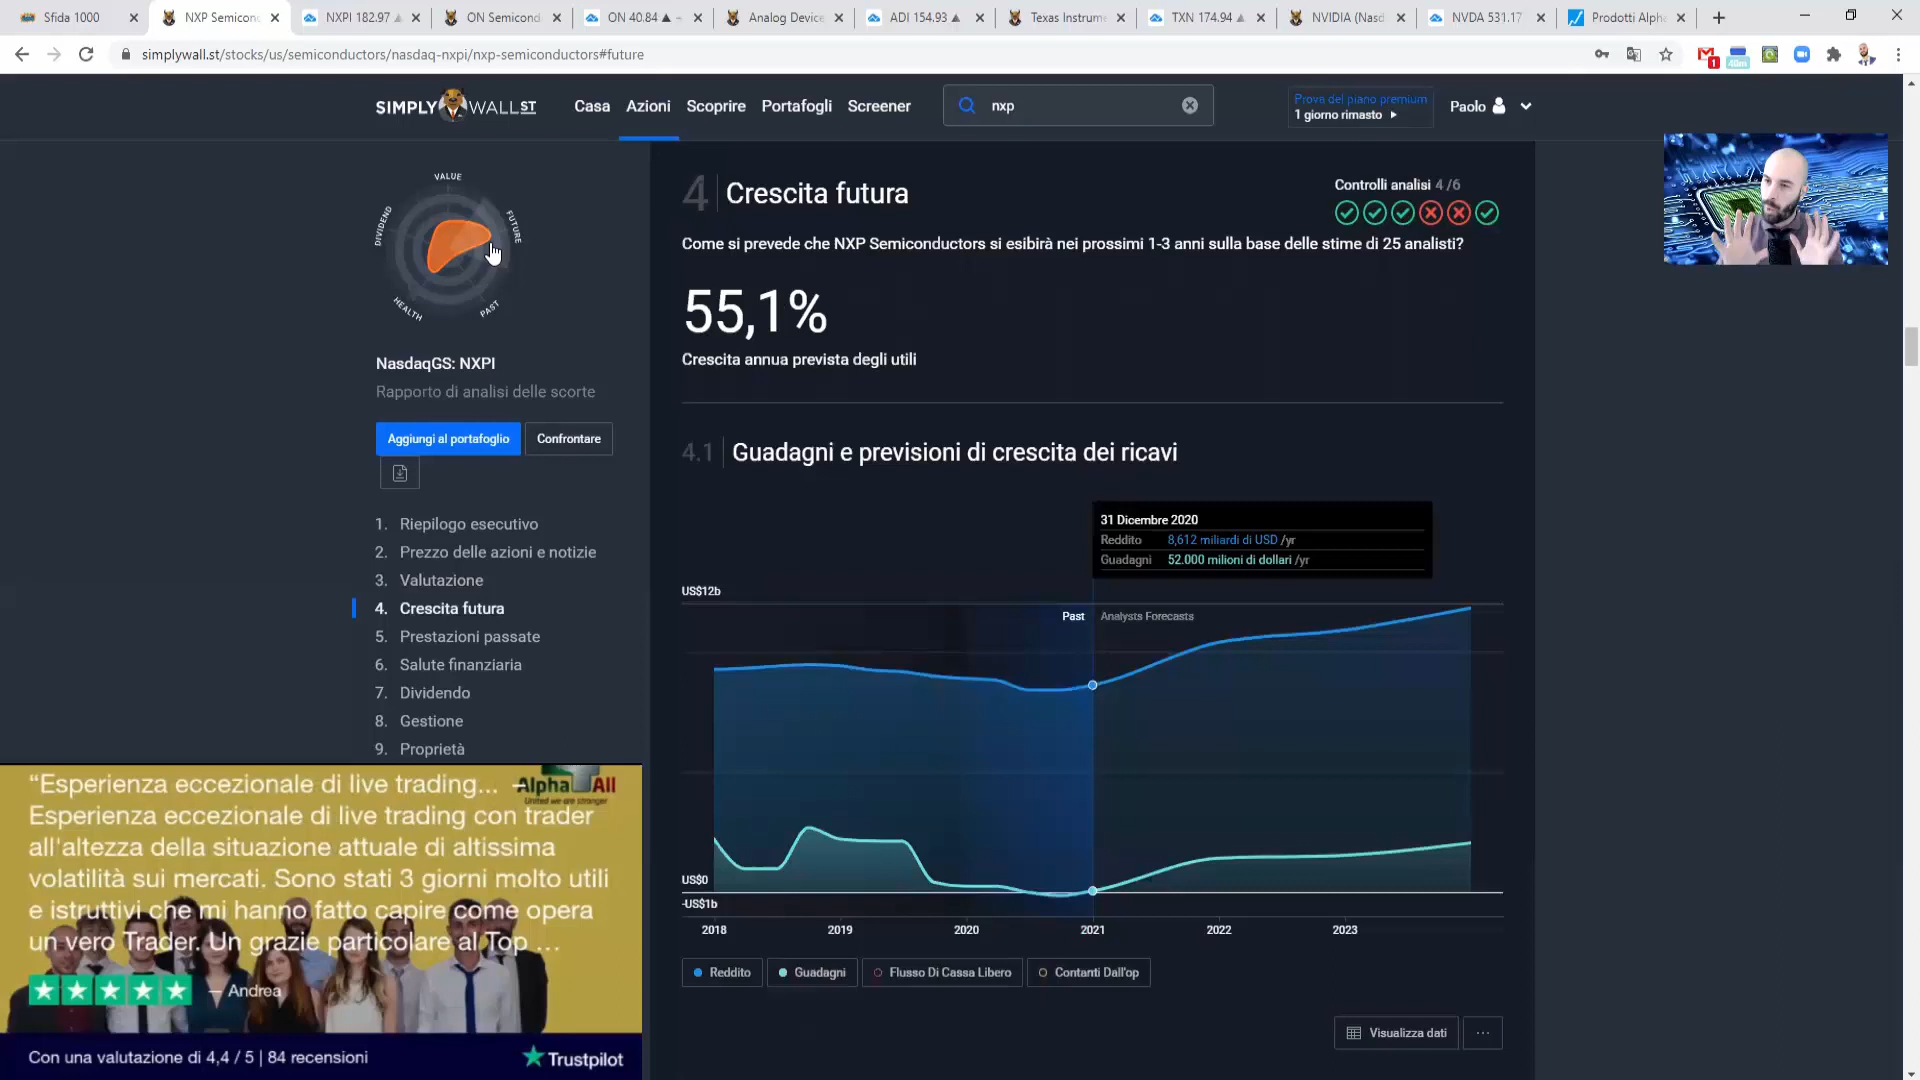 Sfida 1000
NXP Semicon
NXPI 182.97 ▲
ON Semicond
ON 40.84 ▲ −
Analog Device
ADI 154.93 ▲
Texas Instrum
TXN 174.94 ▲
NVIDIA (Nasd
NVDA 531.17
Prodotti Alph
simplywall.st/stocks/us/semiconductors/nasdaq-nxpi/nxp-semiconductors#future
1
40m
SIMPLY WALLST
Casa
Azioni
Scoprire
Portafogli
Screener
nxp
Prova del piano premium
1 giorno rimasto
Paolo
VALUE
FUTURE
PAST
HEALTH
DIVIDEND
NasdaqGS: NXPI
Rapporto di analisi delle scorte
Aggiungi al portafoglio
Confrontare
1. Riepilogo esecutivo
2. Prezzo delle azioni e notizie
3. Valutazione
4. Crescita futura
5. Prestazioni passate
6. Salute finanziaria
7. Dividendo
8. Gestione
9. Proprietà
4 Crescita futura
Controlli analisi 4 /6
Come si prevede che NXP Semiconductors si esibirà nei prossimi 1-3 anni sulla base delle stime di 25 analisti?
55,1%
Crescita annua prevista degli utili
4.1 Guadagni e previsioni di crescita dei ricavi
31 Dicembre 2020
Reddito 8,612 miliardi di USD /yr
Guadagni 52.000 milioni di dollari /yr
US$12b
Past
Analysts Forecasts
US$0
-US$1b
2018
2019
2020
2021
2022
2023
Reddito
Guadagni
Flusso Di Cassa Libero
Contanti Dall'op
Visualizza dati
...
“Esperienza eccezionale di live trading... –
Esperienza eccezionale di live trading con trader
all'altezza della situazione attuale di altissima
volatilità sui mercati. Sono stati 3 giorni molto utili
e istruttivi che mi hanno fatto capire come opera
un vero Trader. Un grazie particolare al Top ...
Alpha4All
United we are stronger
— Andrea
Con una valutazione di 4,4 / 5 | 84 recensioni
Trustpilot